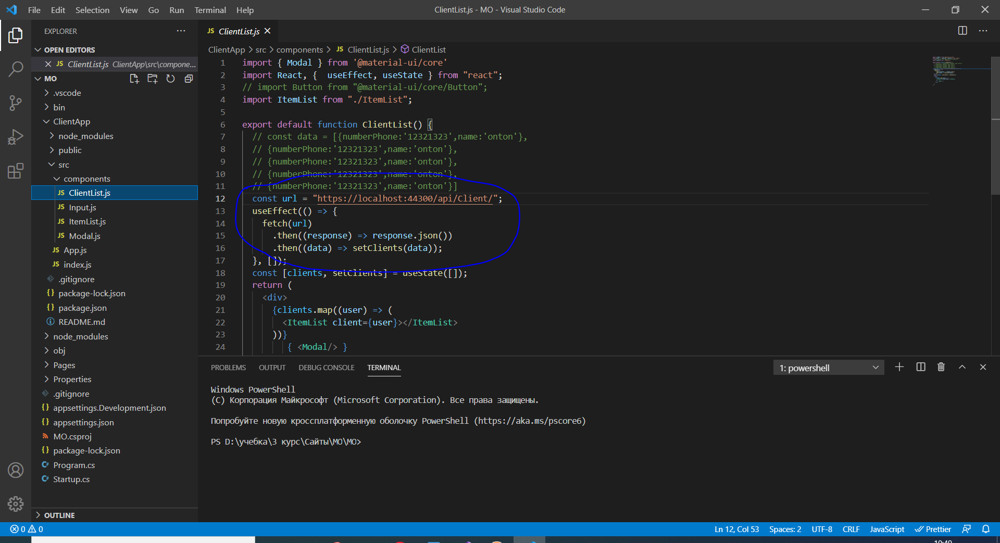 File Edit Selection View Go Run Terminal Help
ClientList.js - MO - Visual Studio Code
EXPLORER
OPEN EDITORS
JS ClientList.js ClientApp\src\compone...
MO
.vscode
bin
ClientApp
node_modules
public
src
components
JS ClientList.js
JS Input.js
JS ItemList.js
JS Modal.js
JS App.js
JS index.js
.gitignore
{} package-lock.json
{} package.json
README.md
node_modules
obj
Pages
Properties
.gitignore
{} appsettings.Development.json
{} appsettings.json
MO.csproj
{} package-lock.json
C# Program.cs
C# Startup.cs
OUTLINE
JS ClientList.js
ClientApp > src > components > JS ClientList.js > ClientList
1 import { Modal } from '@material-ui/core'
2 import React, {  useEffect, useState } from "react";
3 // import Button from "@material-ui/core/Button";
4 import ItemList from "./ItemList";
5
6 export default function ClientList() {
7 // const data = [{numberPhone:'12321323',name:'onton'},
8 // {numberPhone:'12321323',name:'onton'},
9 // {numberPhone:'12321323',name:'onton'},
10 // {numberPhone:'12321323',name:'onton'},
11 // {numberPhone:'12321323',name:'onton'}]
12 const url = "https://localhost:44300/api/Client/";
13 useEffect(() => {
14 fetch(url)
15 .then((response) => response.json())
16 .then((data) => setClients(data));
17 }, []);
18 const [clients, setClients] = useState([]);
19 return (
20 <div>
21 {clients.map((user) => (
22 <ItemList client={user}></ItemList>
23 ))}
24 { <Modal/> }
PROBLEMS OUTPUT DEBUG CONSOLE TERMINAL
1: powershell
Windows PowerShell
(C) Корпорация Майкрософт (Microsoft Corporation). Все права защищены.
Попробуйте новую кроссплатформенную оболочку PowerShell (https://aka.ms/pscore6)
PS D:\учебка\3 курс\Сайты\MO\MO>
0 0
Ln 12, Col 53 Spaces: 2 UTF-8 CRLF JavaScript Prettier